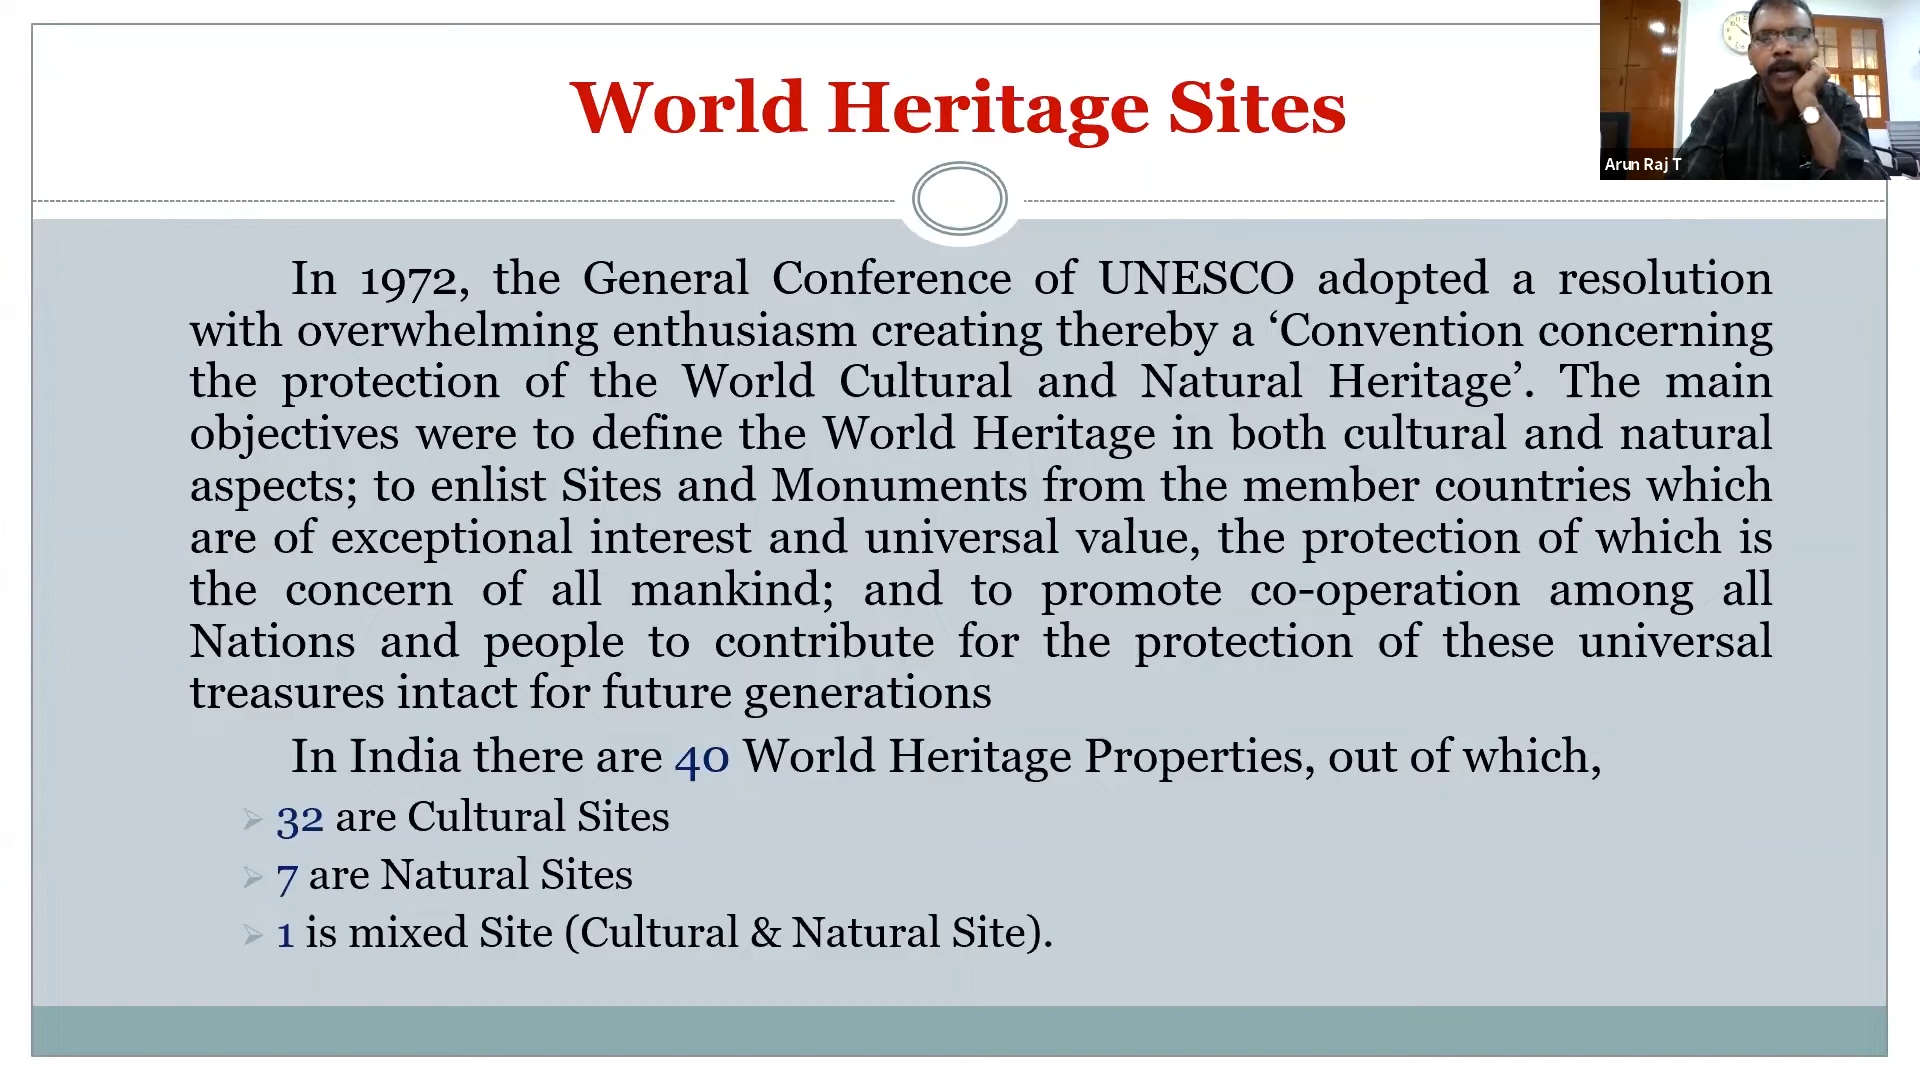 World Heritage Sites
Arun Raj T
In 1972, the General Conference of UNESCO adopted a resolution
with overwhelming enthusiasm creating thereby a ‘Convention concerning
the protection of the World Cultural and Natural Heritage’. The main
objectives were to define the World Heritage in both cultural and natural
aspects; to enlist Sites and Monuments from the member countries which
are of exceptional interest and universal value, the protection of which is
the concern of all mankind; and to promote co-operation among all
Nations and people to contribute for the protection of these universal
treasures intact for future generations
In India there are 40 World Heritage Properties, out of which,
32 are Cultural Sites
7 are Natural Sites
1 is mixed Site (Cultural & Natural Site).